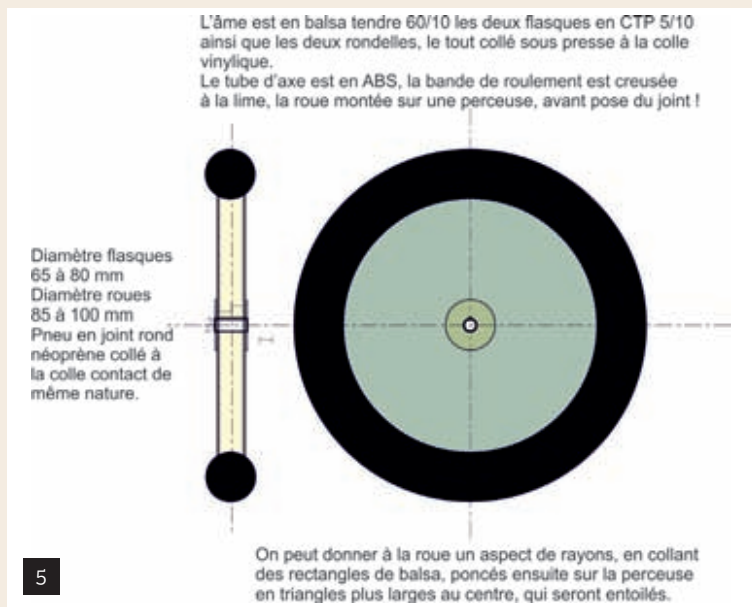 L'âme est en balsa tendre 60/10 les deux flasques en CTP 5/10
ainsi que les deux rondelles, le tout collé sous presse à la colle
vinylique.
Le tube d'axe est en ABS, la bande de roulement est creusée
à la lime, la roue montée sur une perceuse, avant pose du joint !
Diamètre flasques
65 à 80 mm
Diamètre roues
85 à 100 mm
Pneu en joint rond
néoprène collé à
la colle contact de
même nature.
On peut donner à la roue un aspect de rayons, en collant
des rectangles de balsa, poncés ensuite sur la perceuse
en triangles plus larges au centre, qui seront entoilés.
5